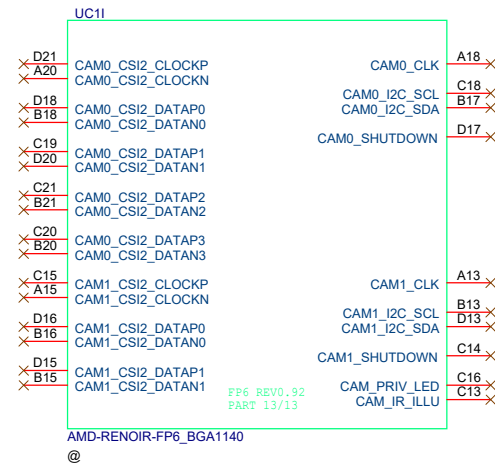 UC1I
D21 CAM0_CSI2_CLOCKP CAM0_CLK A18
A20 CAM0_CSI2_CLOCKN
CAM0_I2C_SCL C18
D18 CAM0_CSI2_DATAP0 CAM0_I2C_SDA B17
B18 CAM0_CSI2_DATAN0
CAM0_SHUTDOWN D17
C19 CAM0_CSI2_DATAP1
D20 CAM0_CSI2_DATAN1
C21 CAM0_CSI2_DATAP2
B21 CAM0_CSI2_DATAN2
C20 CAM0_CSI2_DATAP3
B20 CAM0_CSI2_DATAN3
C15 CAM1_CSI2_CLOCKP CAM1_CLK A13
A15 CAM1_CSI2_CLOCKN
CAM1_I2C_SCL B13
D16 CAM1_CSI2_DATAP0 CAM1_I2C_SDA D13
B16 CAM1_CSI2_DATAN0
CAM1_SHUTDOWN C14
D15 CAM1_CSI2_DATAP1
B15 CAM1_CSI2_DATAN1 CAM_PRIV_LED C16
FP6 REV0.92 CAM_IR_ILLU C13
PART 13/13
AMD-RENOIR-FP6_BGA1140
@